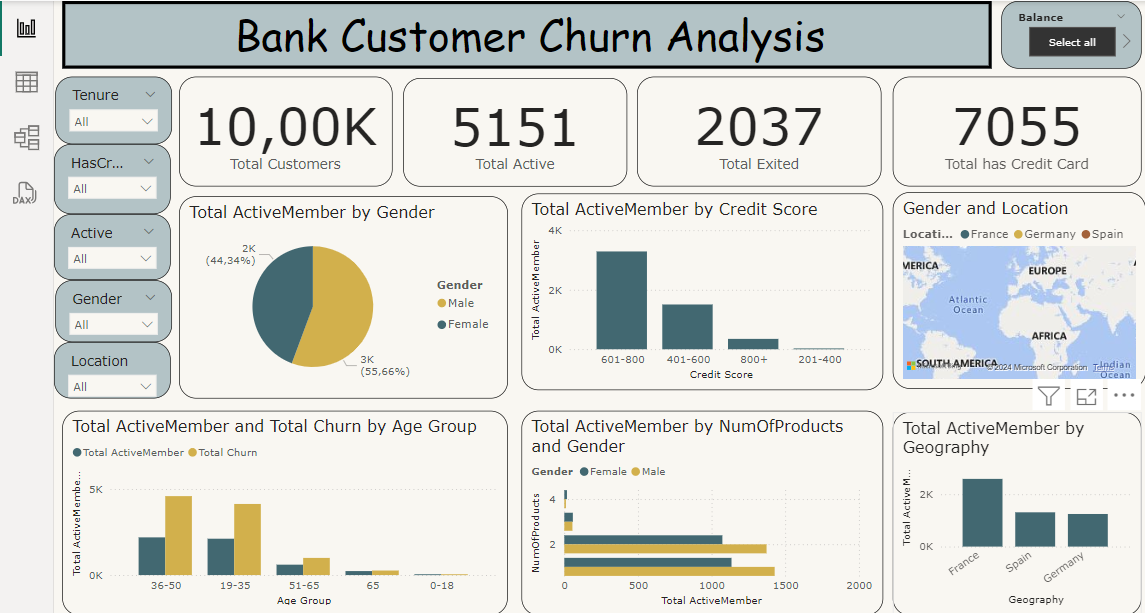 Bank Customer Churn Analysis
Balance
Select all
Tenure
All
HasCr...
All
Active
All
Gender
All
Location
All
10,00K
Total Customers
5151
Total Active
2037
Total Exited
7055
Total has Credit Card
DAX
Total ActiveMember by Gender
2K
(44,34%)
3K
(55,66%)
Gender
Male
Female
Total ActiveMember by Credit Score
Total ActiveMember
4K
2K
0K
601-800
401-600
800+
201-400
Credit Score
Gender and Location
Locati...
France
Germany
Spain
MERICA
EUROPE
Atlantic
Ocean
AFRICA
SOUTH AMERICA
Indian
Ocean
© 2024 Microsoft Corporation
Total ActiveMember and Total Churn by Age Group
Total ActiveMember
Total Churn
Total ActiveMembe...
5K
0K
36-50
19-35
51-65
65
0-18
Age Group
Total ActiveMember by NumOfProducts
and Gender
Gender
Female
Male
NumOfProducts
4
2
0
500
1000
1500
2000
Total ActiveMember
Total ActiveMember by
Geography
Total ActiveM...
2K
0K
France
Spain
Germany
Geography